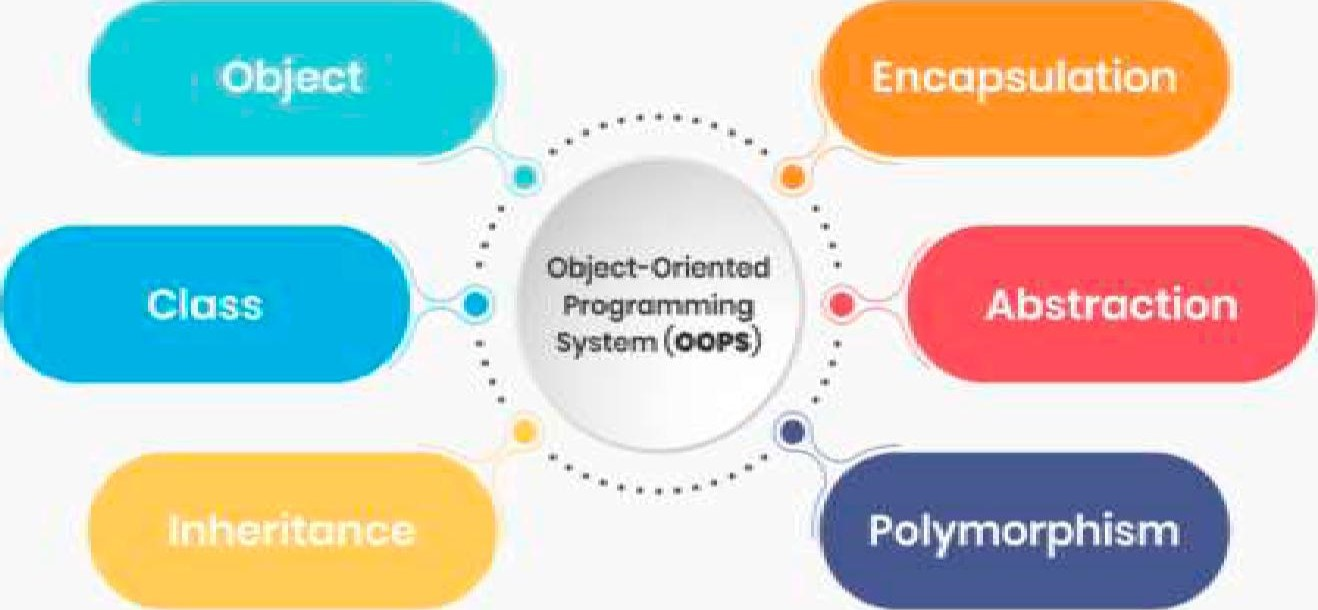 Object
Encapsulation
Class
Object-Oriented
Programming
System (OOPS)
Abstraction
Inheritance
Polymorphism